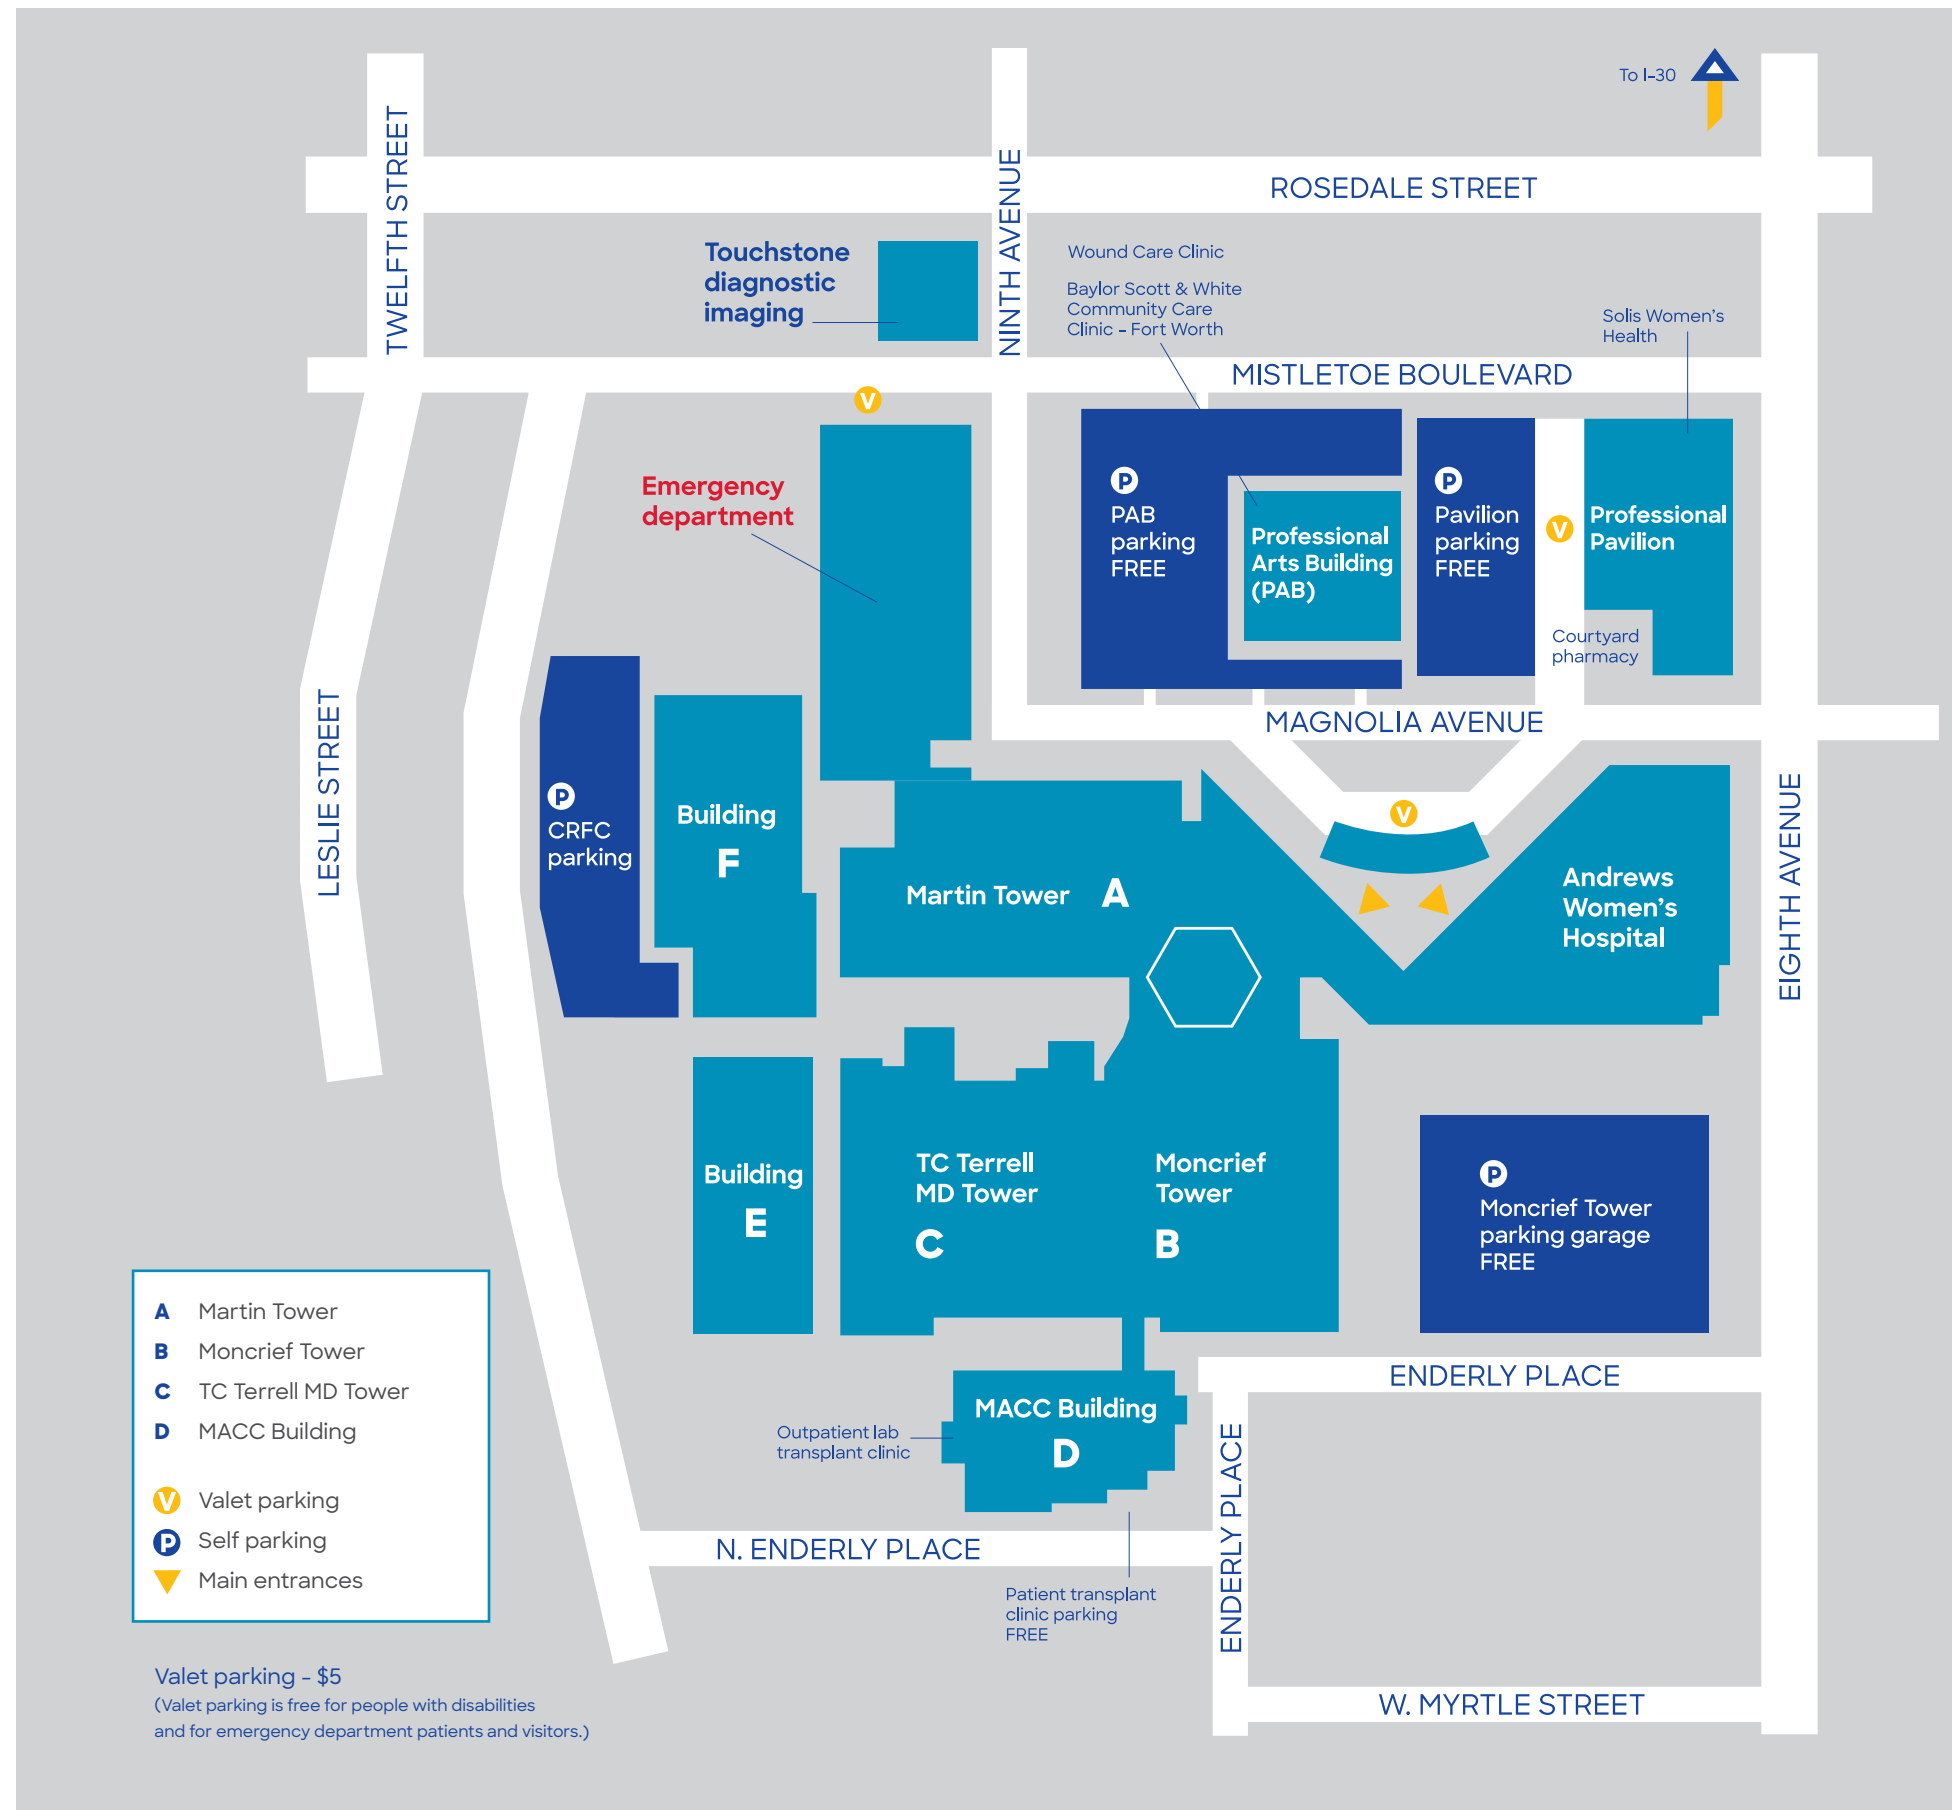 To I-30
TWELFTH STREET
NINTH AVENUE
ROSEDALE STREET
Touchstone
diagnostic
imaging
Wound Care Clinic
Baylor Scott & White
Community Care
Clinic - Fort Worth
Solis Women's
Health
MISTLETOE BOULEVARD
V
Emergency
department
P
PAB
parking
FREE
Professional
Arts Building
(PAB)
P
Pavilion
parking
FREE
V
Professional
Pavilion
Courtyard
pharmacy
MAGNOLIA AVENUE
LESLIE STREET
P
CRFC
parking
Building
F
Martin Tower A
V
Andrews
Women's
Hospital
EIGHTH AVENUE
Building
E
TC Terrell
MD Tower
C
Moncrief
Tower
B
P
Moncrief Tower
parking garage
FREE
ENDERLY PLACE
MACC Building
D
Outpatient lab
transplant clinic
ENDERLY PLACE
N. ENDERLY PLACE
Patient transplant
clinic parking
FREE
W. MYRTLE STREET
A Martin Tower
B Moncrief Tower
C TC Terrell MD Tower
D MACC Building
V Valet parking
P Self parking
Main entrances
Valet parking - $5
(Valet parking is free for people with disabilities
and for emergency department patients and visitors.)